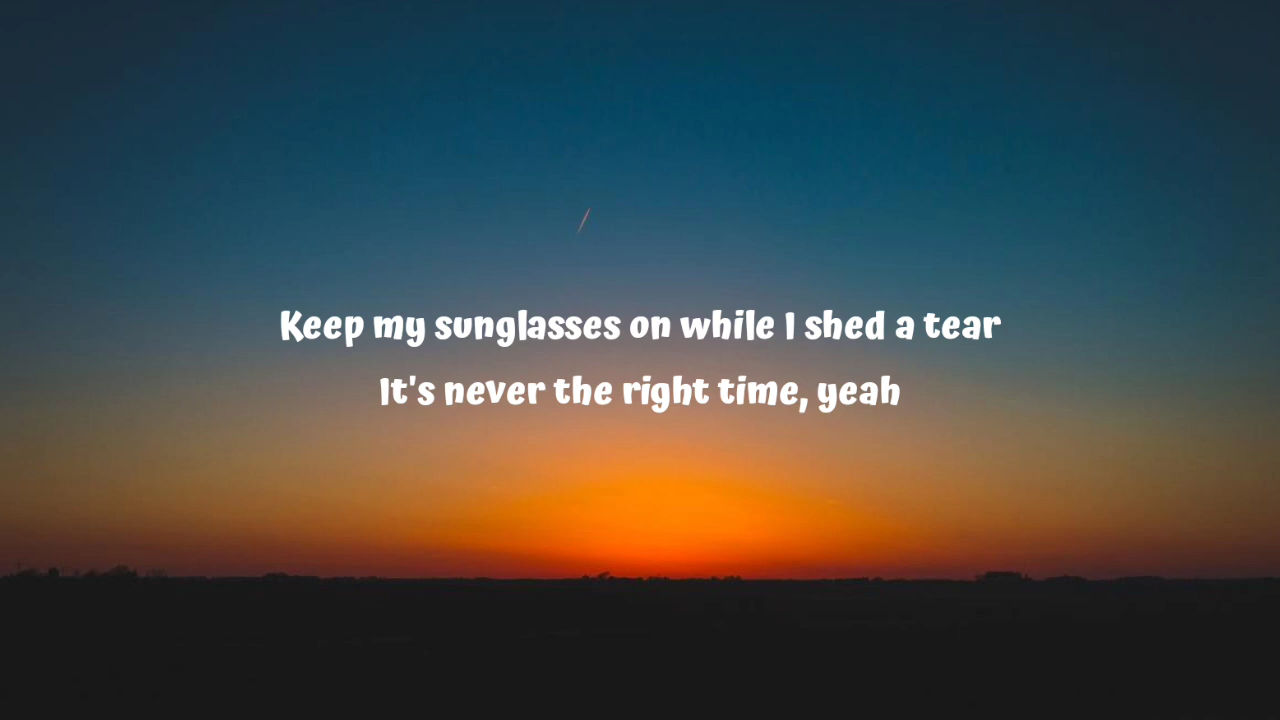 Keep my sunglasses on while I shed a tear
It's never the right time, yeah